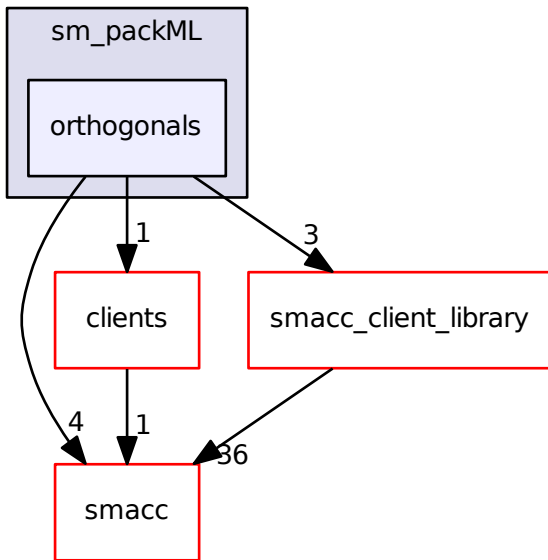 sm_packML
orthogonals
1
3
clients
smacc_client_library
4
1
36
smacc